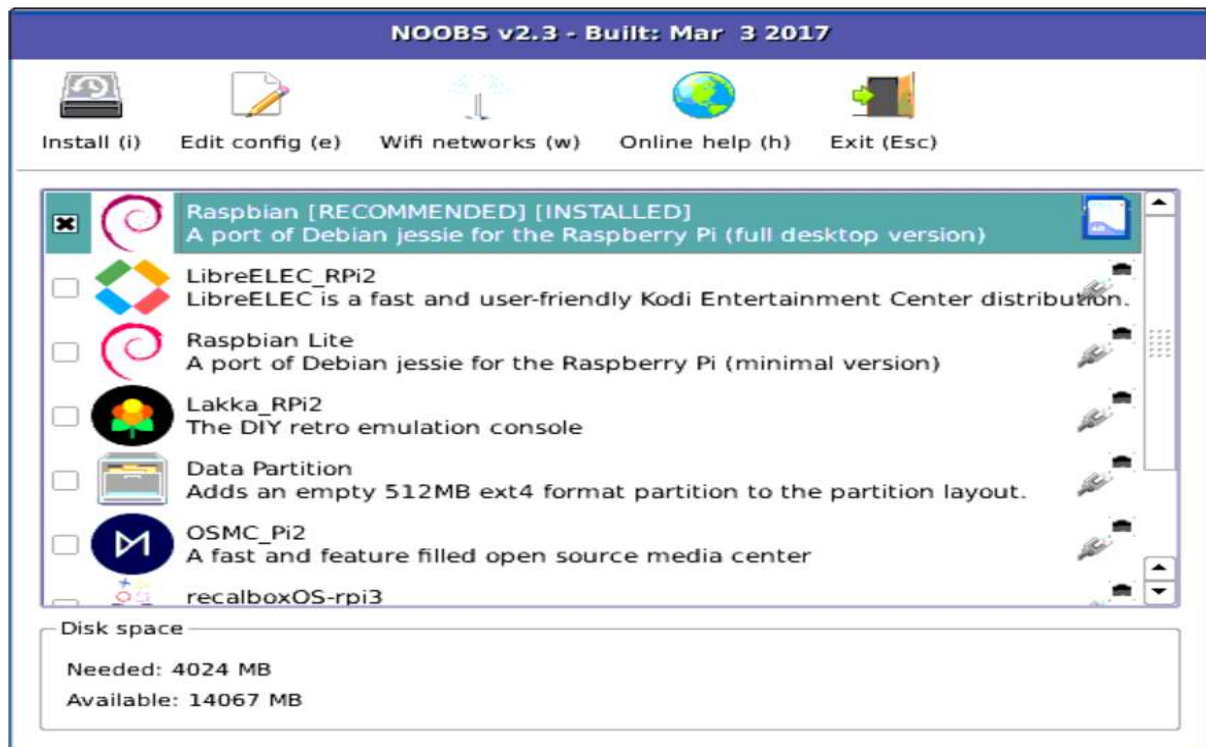 NOOBS v2.3 - Built: Mar 3 2017
Install (i) Edit config (e) Wifi networks (w) Online help (h) Exit (Esc)
Raspbian [RECOMMENDED] [INSTALLED]
A port of Debian jessie for the Raspberry Pi (full desktop version)
LibreELEC_RPi2
LibreELEC is a fast and user-friendly Kodi Entertainment Center distribution.
Raspbian Lite
A port of Debian jessie for the Raspberry Pi (minimal version)
Lakka_RPi2
The DIY retro emulation console
Data Partition
Adds an empty 512MB ext4 format partition to the partition layout.
OSMC_Pi2
A fast and feature filled open source media center
recalboxOS-rpi3
Disk space
Needed: 4024 MB
Available: 14067 MB